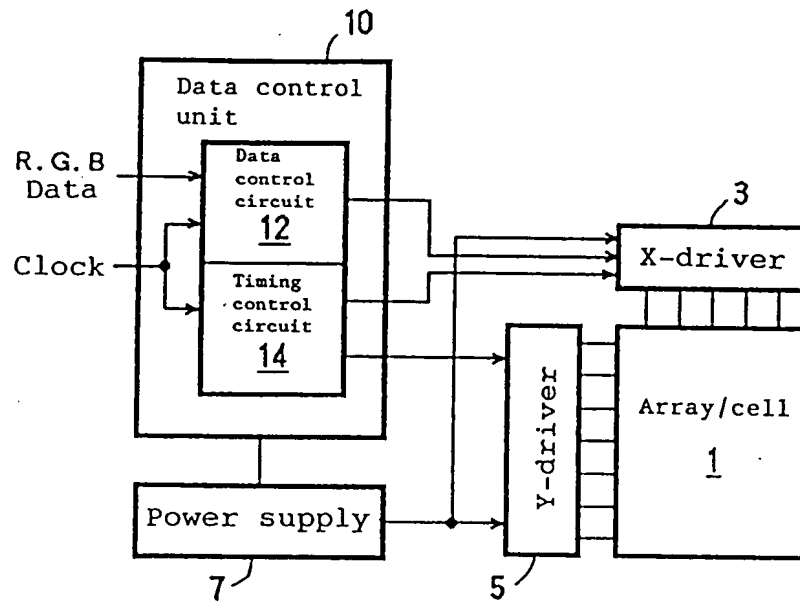 10
Data control
unit
R.G.B
Data
Data
control
circuit
12
Clock
Timing
control
circuit
14
3
X-driver
Y-driver
Array/cell
1
Power supply
7
5